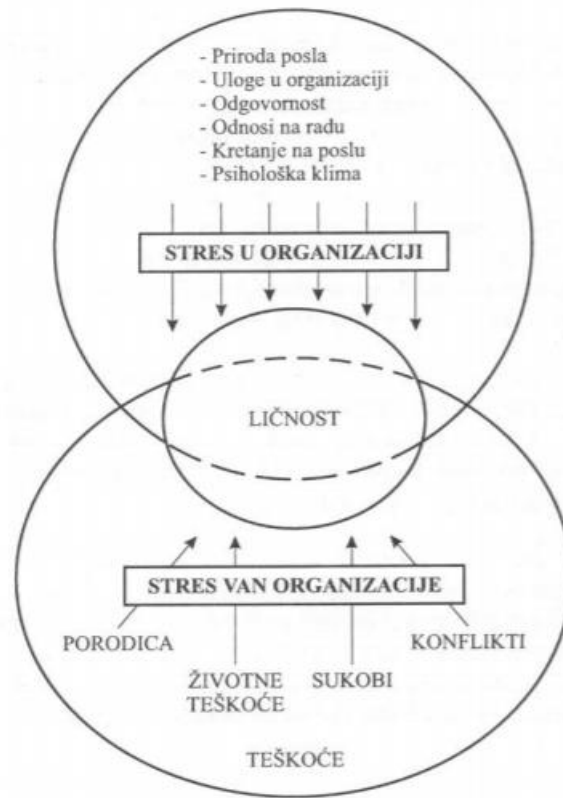 - Priroda posla
- Uloge u organizaciji
- Odgovornost
- Odnosi na radu
- Kretanje na poslu
- Psihološka klima
STRES U ORGANIZACIJI
LIČNOST
STRES VAN ORGANIZACIJE
PORODICA
KONFLIKTI
ŽIVOTNE
TEŠKOĆE
SUKOBI
TEŠKOĆE